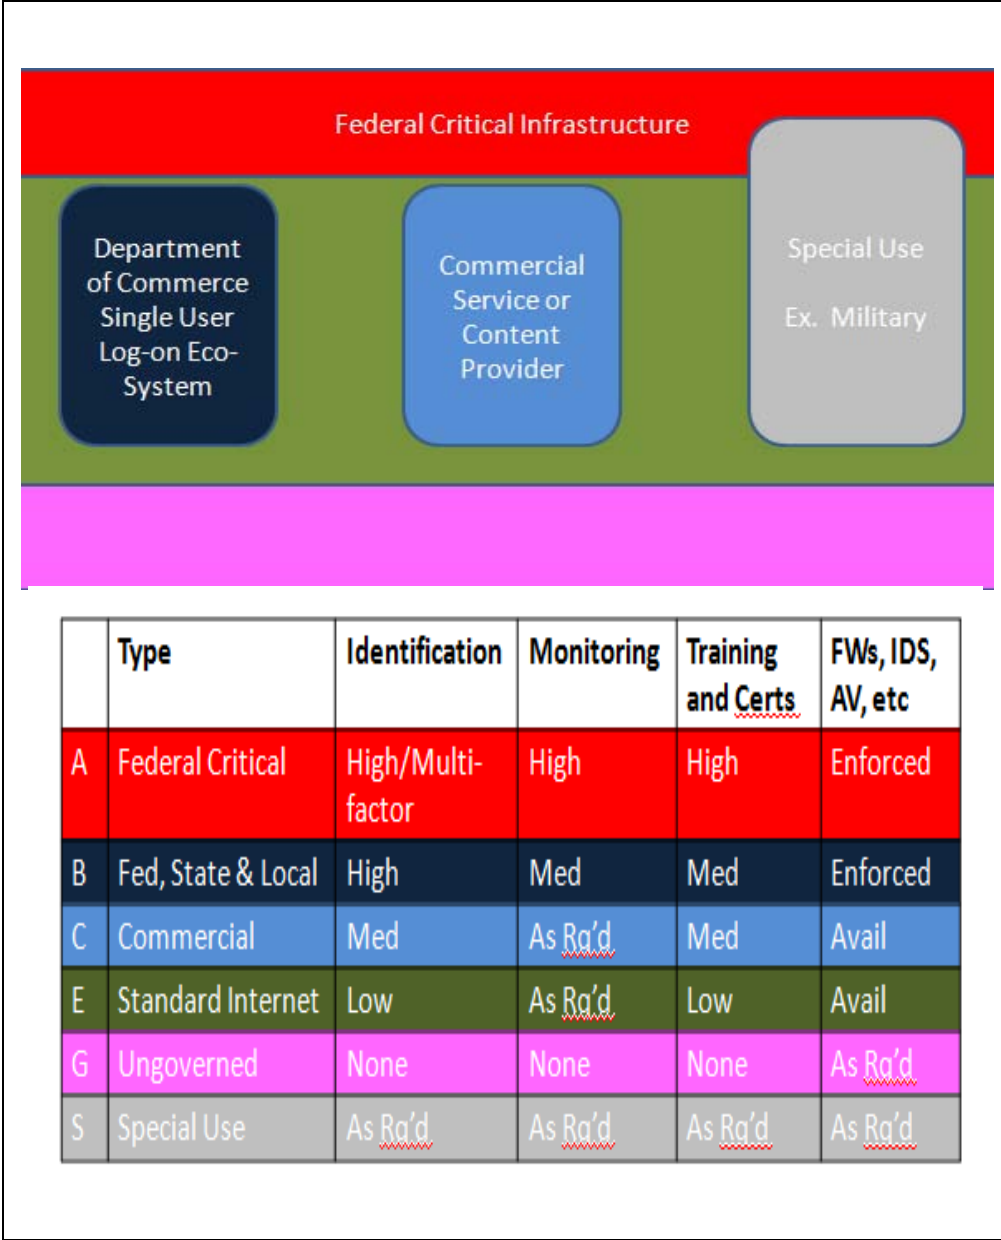 Federal Critical Infrastructure
Department
of Commerce
Single User
Log-on Eco-
System
Commercial
Service or
Content
Provider
Special Use
Ex. Military
Type Identification Monitoring Training and Certs FWs, IDS, AV, etc
A Federal Critical High/Multi-factor High High Enforced
B Fed, State & Local High Med Med Enforced
C Commercial Med As Rq'd Med Avail
E Standard Internet Low As Rq'd Low Avail
G Ungoverned None None None As Rq'd
S Special Use As Rq'd As Rq'd As Rq'd As Rq'd